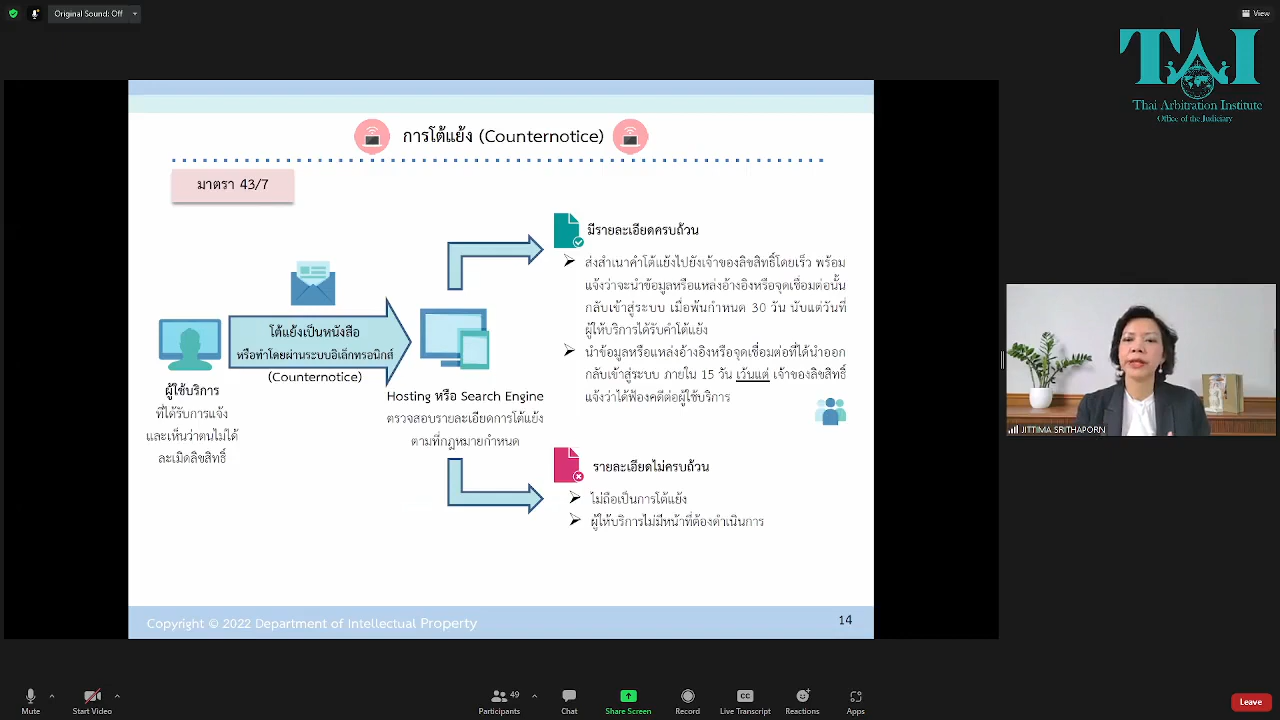 Original Sound: Off
View
TAI
Thai Arbitration Institute
Office of the Judiciary
การโต้แย้ง (Counternotice)
มาตรา 43/7
ผู้ใช้บริการ
ที่ได้รับการแจ้ง
และเห็นว่าตนไม่ได้
ละเมิดลิขสิทธิ์
โต้แย้งเป็นหนังสือ
หรือทำโดยผ่านระบบอิเล็กทรอนิกส์
(Counternotice)
Hosting หรือ Search Engine
ตรวจสอบรายละเอียดการโต้แย้ง
ตามที่กฎหมายกำหนด
มีรายละเอียดครบถ้วน
ส่งสำเนาคำโต้แย้งไปยังเจ้าของลิขสิทธิ์โดยเร็ว พร้อม
แจ้งว่าจะนำข้อมูลหรือแหล่งอ้างอิงหรือจุดเชื่อมต่อนั้น
กลับเข้าสู่ระบบ เมื่อพ้นกำหนด 30 วัน นับแต่วันที่
ผู้ให้บริการได้รับคำโต้แย้ง
นำข้อมูลหรือแหล่งอ้างอิงหรือจุดเชื่อมต่อที่ได้นำออก
กลับเข้าสู่ระบบ ภายใน 15 วัน เว้นแต่ เจ้าของลิขสิทธิ์
แจ้งว่าได้ฟ้องคดีต่อผู้ใช้บริการ
รายละเอียดไม่ครบถ้วน
ไม่ถือเป็นการโต้แย้ง
ผู้ให้บริการไม่มีหน้าที่ต้องดำเนินการ
Copyright © 2022 Department of Intellectual Property
14
JITTIMA SRITHAPORN
Mute
Start Video
49
Participants
Chat
Share Screen
Record
CC
Live Transcript
Reactions
Apps
Leave